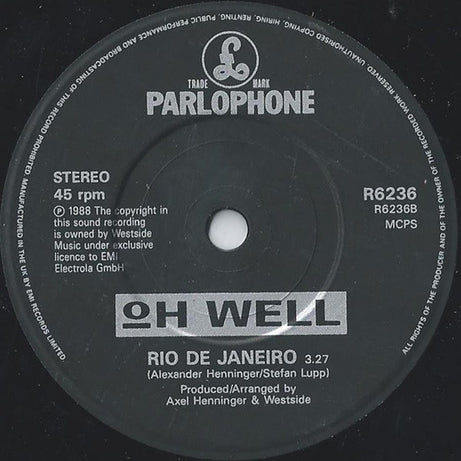 UNAUTHORISED COPYING, HIRING, RENTING, PUBLIC PERFORMANCE AND BROADCASTING OF THIS RECORD PROHIBITED. MANUFACTURED IN THE UK BY EMI RECORDS LIMITED.
ALL RIGHTS OF THE PRODUCER AND OF THE OWNER OF THE RECORDED WORK RESERVED
£
TRADE MARK
PARLOPHONE
STEREO
45 rpm
Ⓟ 1988 The copyright in
this sound recording
is owned by Westside
Music under exclusive
licence to EMI
Electrola GmbH
R6236
R6236B
MCPS
OH WELL
RIO DE JANEIRO 3.27
(Alexander Henninger/Stefan Lupp)
Produced/Arranged by
Axel Henninger & Westside